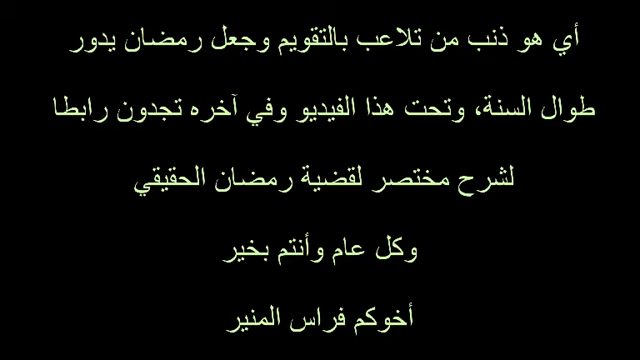 أي هو ذنب من تلاعب بالتقويم وجعل رمضان يدور
طوال السنة، وتحت هذا الفيديو وفي آخره تجدون رابطا
لشرح مختصر لقضية رمضان الحقيقي
وكل عام وأنتم بخير
أخوكم فراس المنير